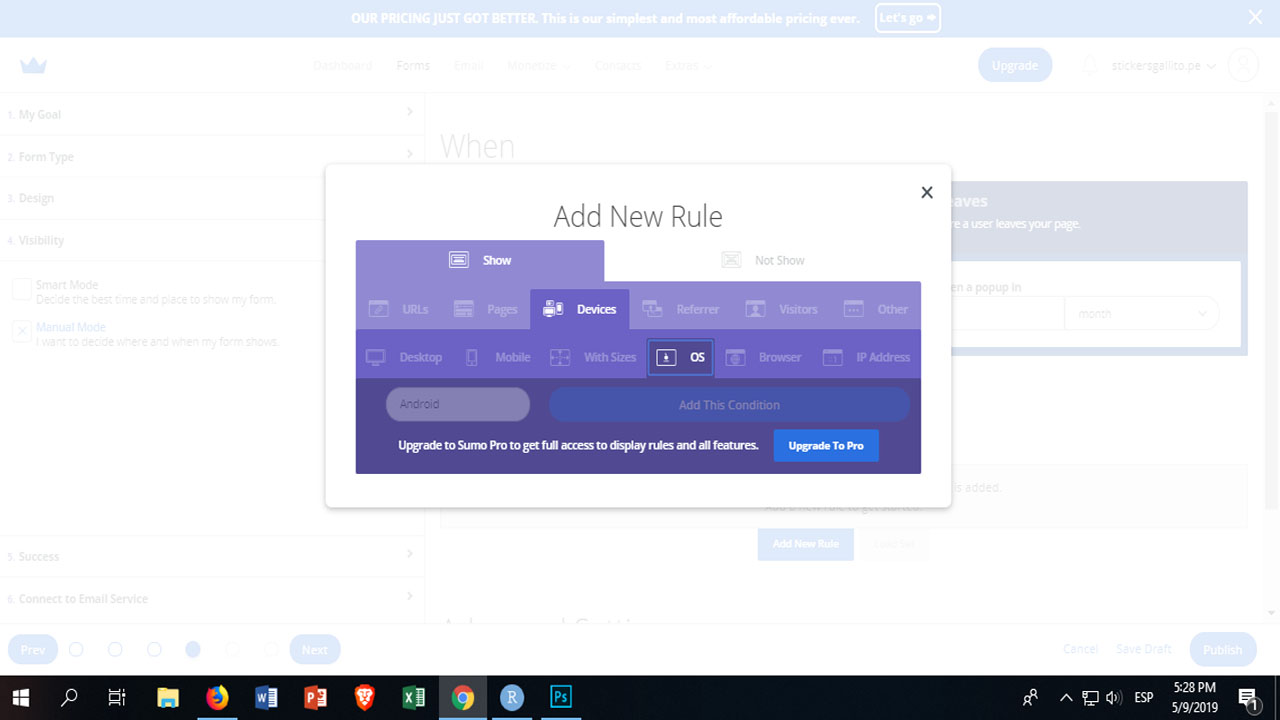 OUR PRICING JUST GOT BETTER. This is our simplest and most affordable pricing ever. Let's go
Dashboard Forms Email Monetize Contacts Extras Upgrade stickersgallito.pe
1. My Goal
2. Form Type
3. Design
4. Visibility
Smart Mode
Decide the best time and place to show my form.
Manual Mode
I want to decide where and when my form shows.
5. Success
6. Connect to Email Service
When
eaves
re a user leaves your page.
en a popup in
month
Add New Rule
Show Not Show
URLs Pages Devices Referrer Visitors Other
Desktop Mobile With Sizes OS Browser IP Address
Android Add This Condition
Upgrade to Sumo Pro to get full access to display rules and all features. Upgrade To Pro
is added.
Add a new rule to get started.
Add New Rule Load Set
Prev Next Cancel Save Draft Publish
ESP 5:28 PM
5/9/2019
1